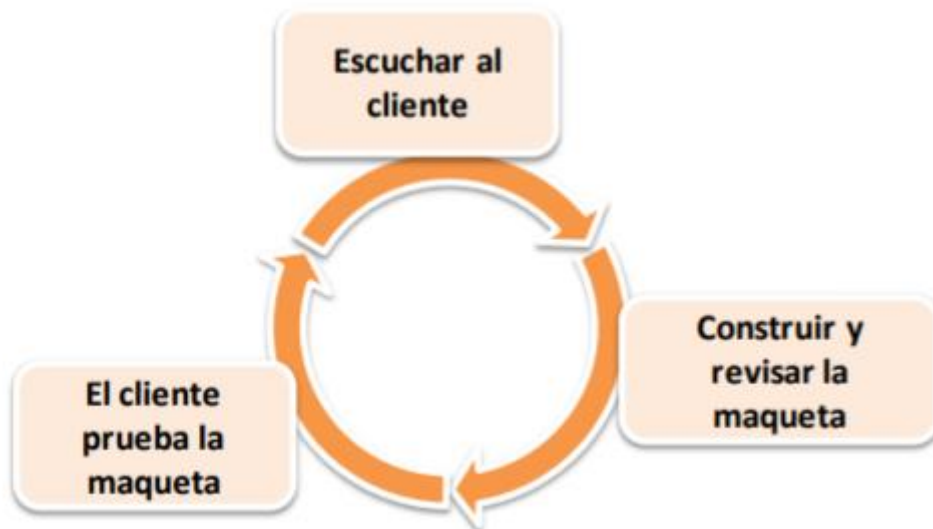 Escuchar al
cliente
Construir y
revisar la
maqueta
El cliente
prueba la
maqueta